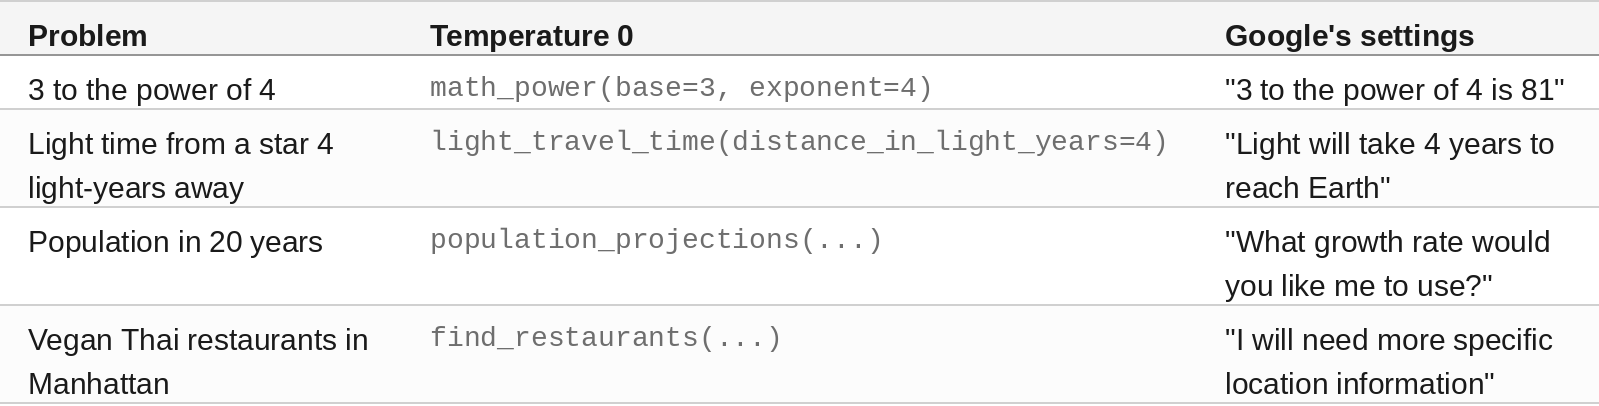 Problem Temperature 0 Google's settings
3 to the power of 4 math_power(base=3, exponent=4) "3 to the power of 4 is 81"
Light time from a star 4 light_travel_time(distance_in_light_years=4) "Light will take 4 years to
light-years away reach Earth"
Population in 20 years population_projections(...) "What growth rate would
you like me to use?"
Vegan Thai restaurants in find_restaurants(...) "I will need more specific
Manhattan location information"